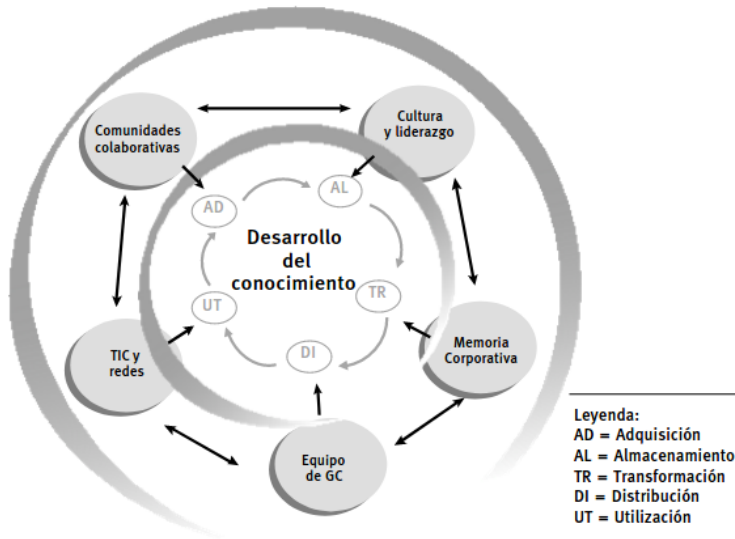 Comunidades
colaborativas
Cultura
y liderazgo
AD
AL
Desarrollo
del
conocimiento
TR
UT
DI
TIC y
redes
Memoria
Corporativa
Equipo
de GC
Leyenda:
AD = Adquisición
AL = Almacenamiento
TR = Transformación
DI = Distribución
UT = Utilización